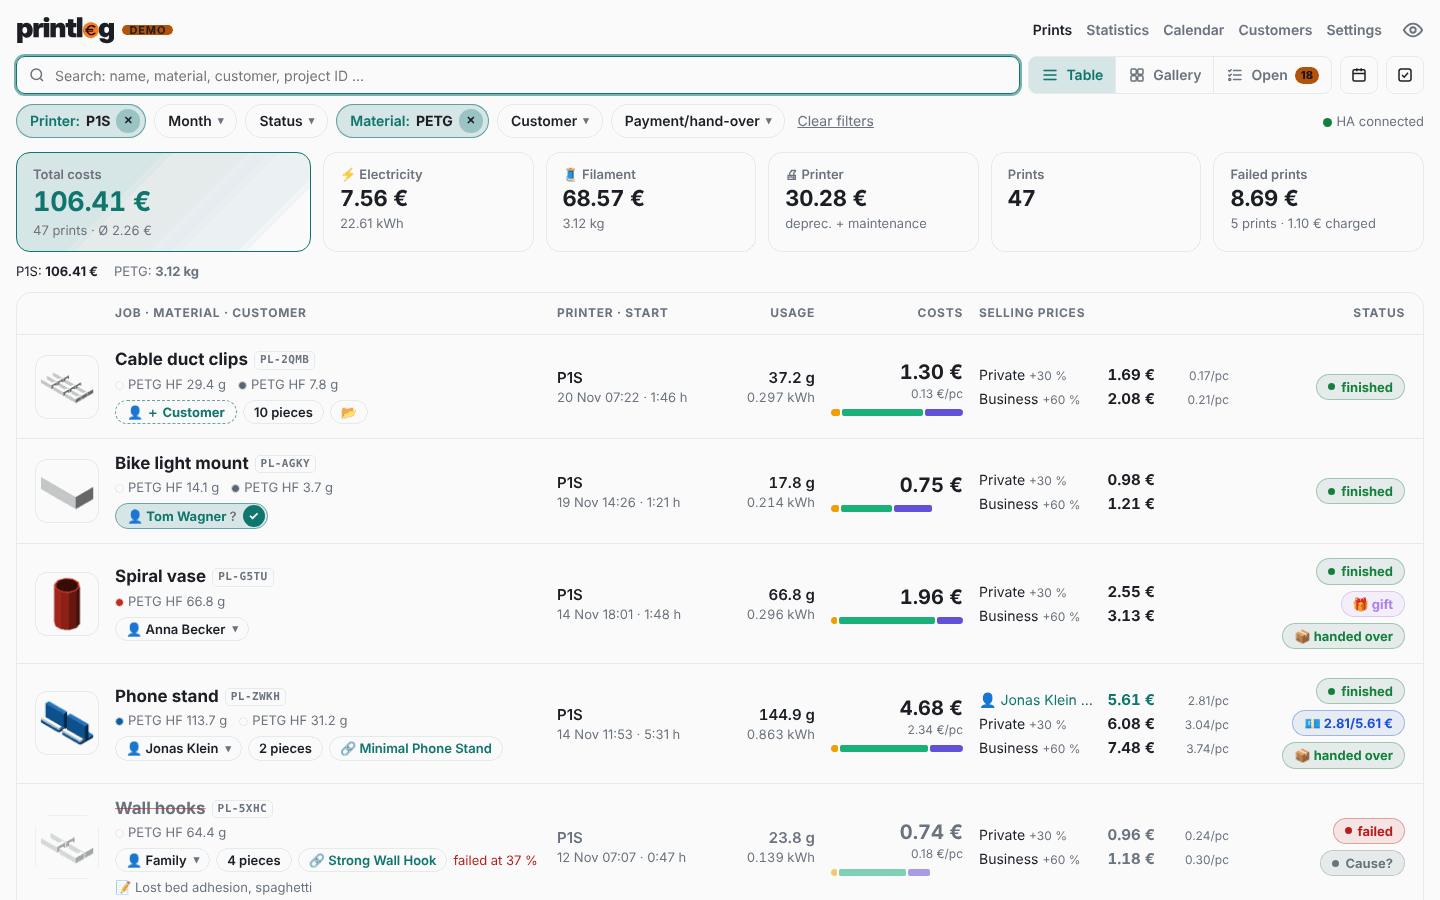 printl€g DEMO
Prints Statistics Calendar Customers Settings
Search: name, material, customer, project ID ...
Table Gallery Open 18
Printer: P1S × Month ▾ Status ▾ Material: PETG × Customer ▾ Payment/hand-over ▾ Clear filters
HA connected
Total costs
106.41 €
47 prints · Ø 2.26 €
⚡ Electricity
7.56 €
22.61 kWh
🧵 Filament
68.57 €
3.12 kg
🖨 Printer
30.28 €
deprec. + maintenance
Prints
47
Failed prints
8.69 €
5 prints · 1.10 € charged
P1S: 106.41 € PETG: 3.12 kg
JOB · MATERIAL · CUSTOMER PRINTER · START USAGE COSTS SELLING PRICES STATUS
Cable duct clips PL-2QMB
PETG HF 29.4 g PETG HF 7.8 g
👤 + Customer 10 pieces 📂
P1S
20 Nov 07:22 · 1:46 h
37.2 g
0.297 kWh
1.30 €
0.13 €/pc
Private +30 % 1.69 € 0.17/pc
Business +60 % 2.08 € 0.21/pc
finished
Bike light mount PL-AGKY
PETG HF 14.1 g PETG HF 3.7 g
👤 Tom Wagner ? ✓
P1S
19 Nov 14:26 · 1:21 h
17.8 g
0.214 kWh
0.75 €
Private +30 % 0.98 €
Business +60 % 1.21 €
finished
Spiral vase PL-G5TU
PETG HF 66.8 g
👤 Anna Becker ▾
P1S
14 Nov 18:01 · 1:48 h
66.8 g
0.296 kWh
1.96 €
Private +30 % 2.55 €
Business +60 % 3.13 €
finished
🎁 gift
📦 handed over
Phone stand PL-ZWKH
PETG HF 113.7 g PETG HF 31.2 g
👤 Jonas Klein ▾ 2 pieces 🔗 Minimal Phone Stand
P1S
14 Nov 11:53 · 5:31 h
144.9 g
0.863 kWh
4.68 €
2.34 €/pc
👤 Jonas Klein ... 5.61 € 2.81/pc
Private +30 % 6.08 € 3.04/pc
Business +60 % 7.48 € 3.74/pc
finished
💶 2.81/5.61 €
📦 handed over
Wall hooks PL-5XHC
PETG HF 64.4 g
👤 Family ▾ 4 pieces 🔗 Strong Wall Hook failed at 37 %
📝 Lost bed adhesion, spaghetti
P1S
12 Nov 07:07 · 0:47 h
23.8 g
0.139 kWh
0.74 €
0.18 €/pc
Private +30 % 0.96 € 0.24/pc
Business +60 % 1.18 € 0.30/pc
failed
Cause?